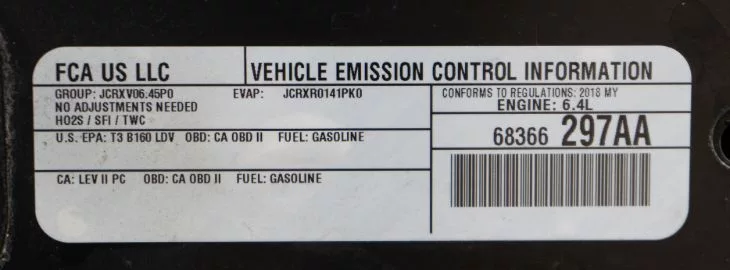 FCA US LLC
VEHICLE EMISSION CONTROL INFORMATION
GROUP: JCRXV06.45P0 EVAP: JCRXR0141PK0
NO ADJUSTMENTS NEEDED
HO2S / SFI / TWC
CONFORMS TO REGULATIONS: 2018 MY
ENGINE: 6.4L
U.S. EPA: T3 B160 LDV OBD: CA OBD II FUEL: GASOLINE
68366 297AA
CA: LEV II PC OBD: CA OBD II FUEL: GASOLINE